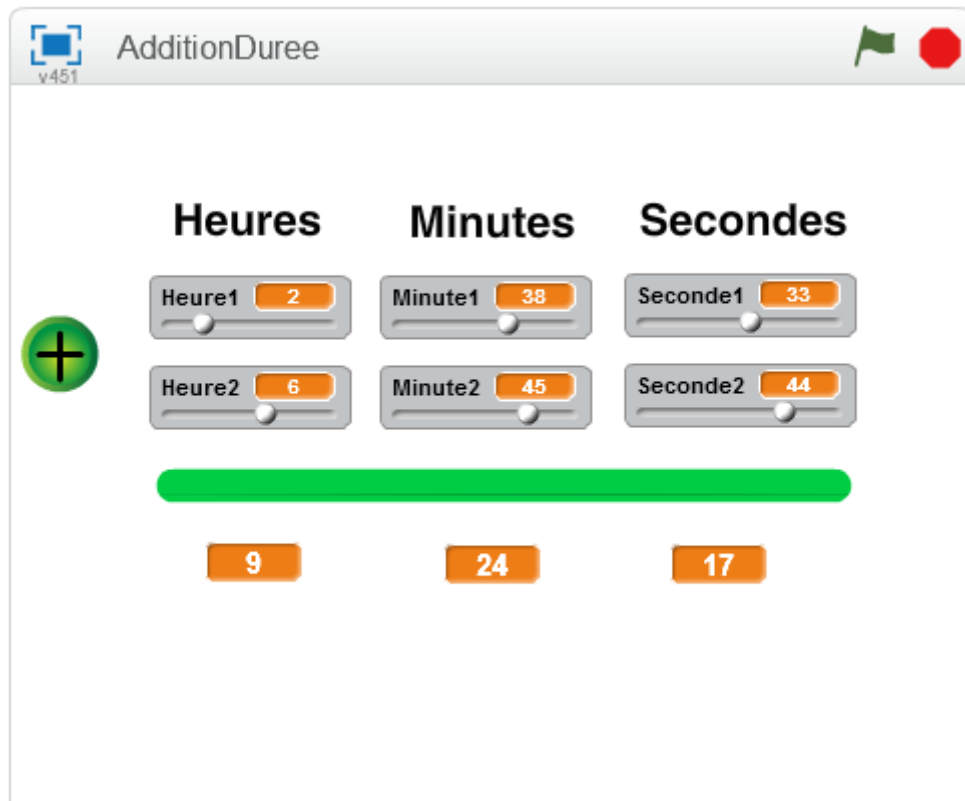 AdditionDuree
v451
Heures Minutes Secondes
Heure1 2 Minute1 38 Seconde1 33
Heure2 6 Minute2 45 Seconde2 44
9 24 17